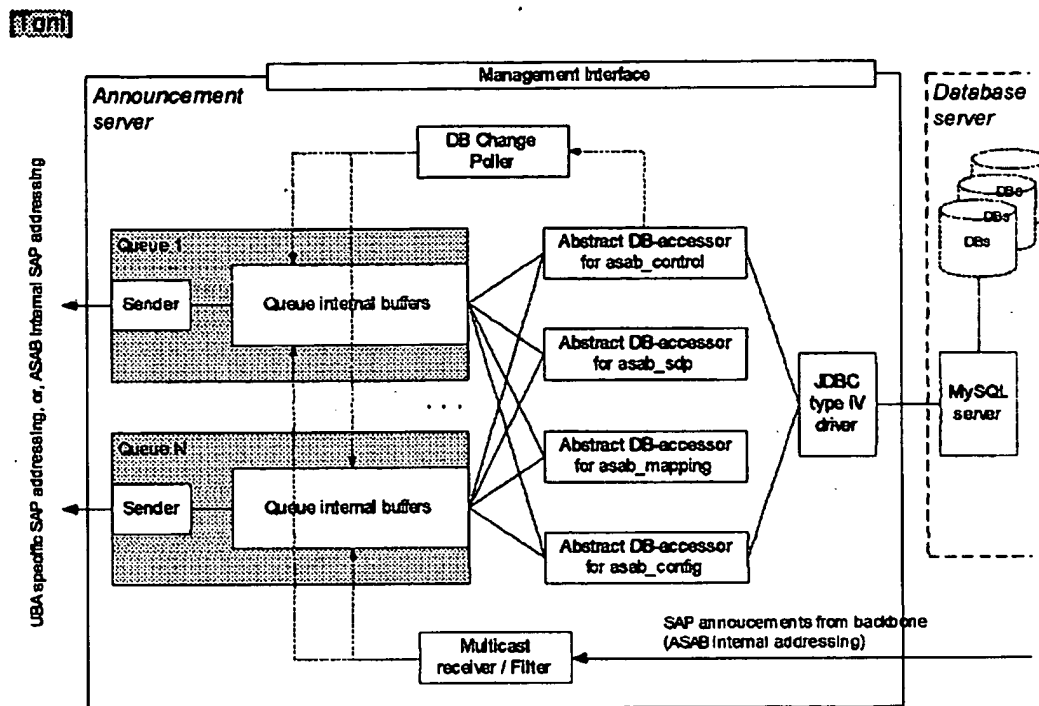 [Toni]
Management Interface
Announcement
server
Database
server
DB Change
Poller
DBs
DBs
DBs
UBA specific SAP addressing, or, ASAB Internal SAP addressing
Queue 1
Sender
Queue internal buffers
Abstract DB-accessor
for asab_control
Abstract DB-accessor
for asab_sdp
JDBC
type IV
driver
MySQL
server
. . .
Queue N
Sender
Queue internal buffers
Abstract DB-accessor
for asab_mapping
Abstract DB-accessor
for asab_config
SAP annoucements from backbone
(ASAB internal addressing)
Multicast
receiver / Filter